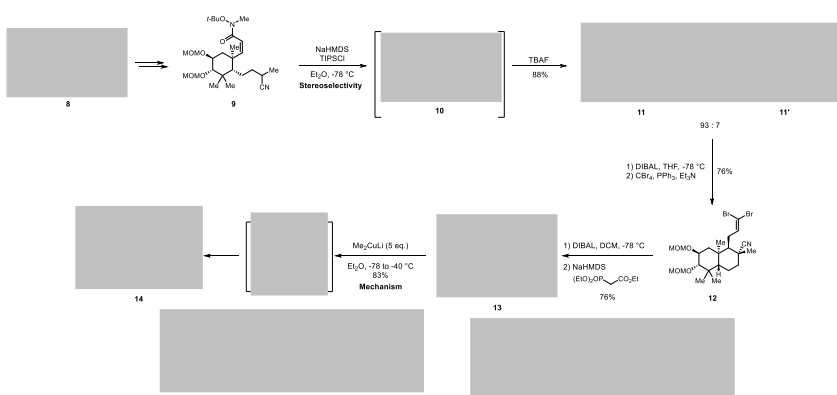 t-BuO
N
Me
O
Me
MOMO
MOMO
Me Me
Me
CN
8
9
NaHMDS
TIPSCl
Et2O, -78 °C
Stereoselectivity
10
TBAF
88%
11
11'
93 : 7
1) DIBAL, THF, -78 °C
2) CBr4, PPh3, Et3N
76%
Br Br
Me
CN
Me
MOMO
MOMO
H
Me Me
12
1) DIBAL, DCM, -78 °C
2) NaHMDS
(EtO)2OP CO2Et
76%
13
Me2CuLi (5 eq.)
Et2O, -78 to -40 °C
83%
Mechanism
14